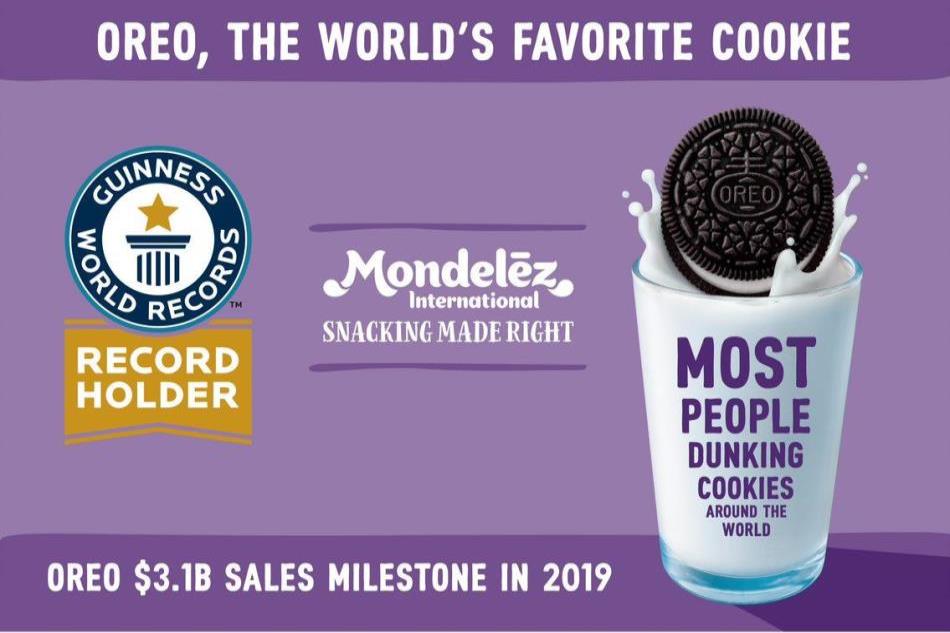 OREO, THE WORLD'S FAVORITE COOKIE
GUINNESS
WORLD RECORDS
TM
RECORD
HOLDER
Mondelēz
International
SNACKING MADE RIGHT
OREO
MOST
PEOPLE
DUNKING
COOKIES
AROUND THE
WORLD
OREO $3.1B SALES MILESTONE IN 2019